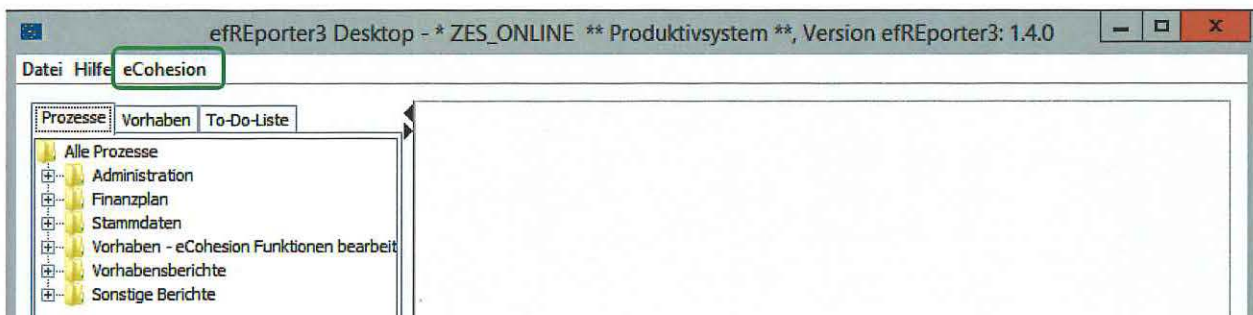 efREporter3 Desktop - * ZES_ONLINE ** Produktivsystem **, Version efREporter3: 1.4.0
Datei Hilfe eCohesion
Prozesse Vorhaben To-Do-Liste
Alle Prozesse
Administration
Finanzplan
Stammdaten
Vorhaben - eCohesion Funktionen bearbeit
Vorhabensberichte
Sonstige Berichte